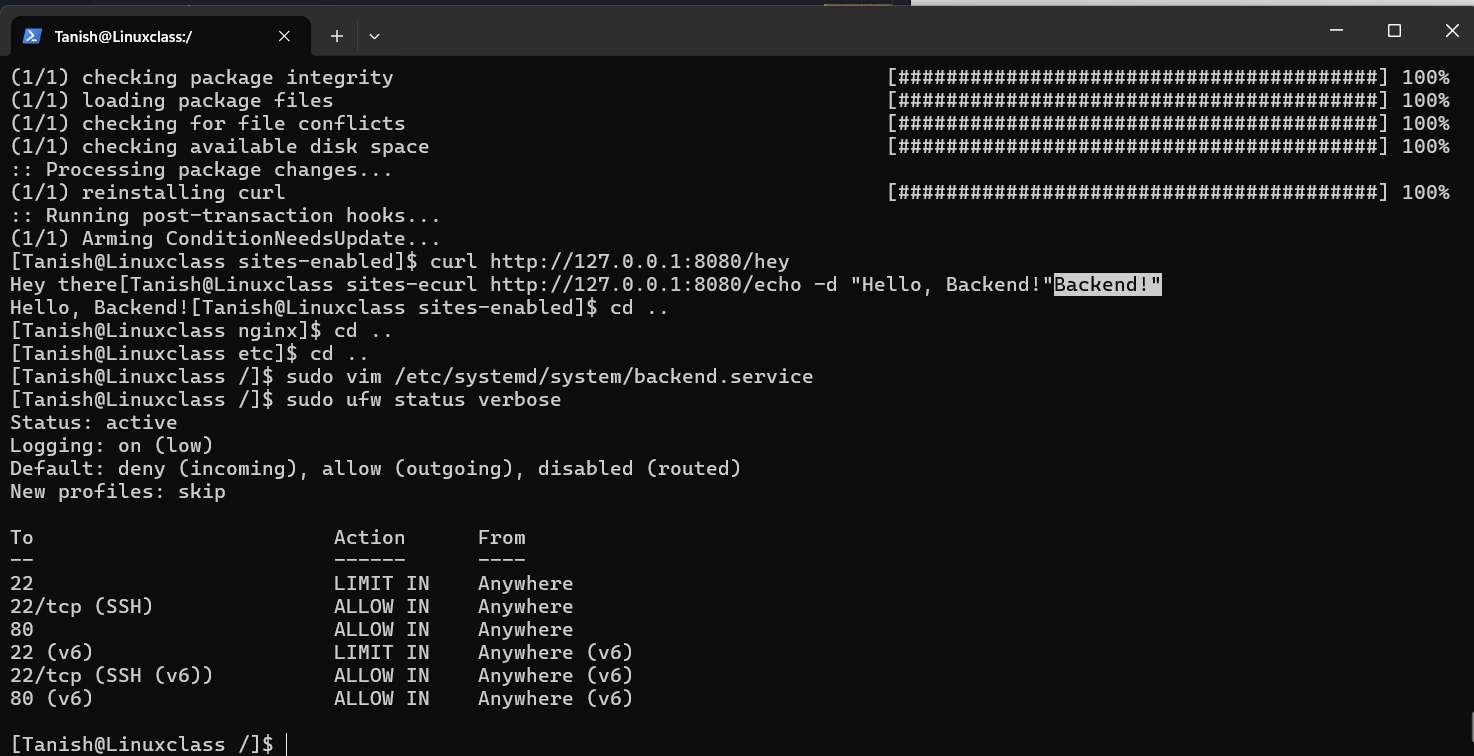 Tanish@Linuxclass:/
(1/1) checking package integrity [########################################] 100%
(1/1) loading package files [########################################] 100%
(1/1) checking for file conflicts [########################################] 100%
(1/1) checking available disk space [########################################] 100%
:: Processing package changes...
(1/1) reinstalling curl [########################################] 100%
:: Running post-transaction hooks...
(1/1) Arming ConditionNeedsUpdate...
[Tanish@Linuxclass sites-enabled]$ curl http://127.0.0.1:8080/hey
Hey there[Tanish@Linuxclass sites-ecurl http://127.0.0.1:8080/echo -d "Hello, Backend!"Backend!"
Hello, Backend![Tanish@Linuxclass sites-enabled]$ cd ..
[Tanish@Linuxclass nginx]$ cd ..
[Tanish@Linuxclass etc]$ cd ..
[Tanish@Linuxclass /]$ sudo vim /etc/systemd/system/backend.service
[Tanish@Linuxclass /]$ sudo ufw status verbose
Status: active
Logging: on (low)
Default: deny (incoming), allow (outgoing), disabled (routed)
New profiles: skip
To Action From
-- ------ ----
22 LIMIT IN Anywhere
22/tcp (SSH) ALLOW IN Anywhere
80 ALLOW IN Anywhere
22 (v6) LIMIT IN Anywhere (v6)
22/tcp (SSH (v6)) ALLOW IN Anywhere (v6)
80 (v6) ALLOW IN Anywhere (v6)
[Tanish@Linuxclass /]$